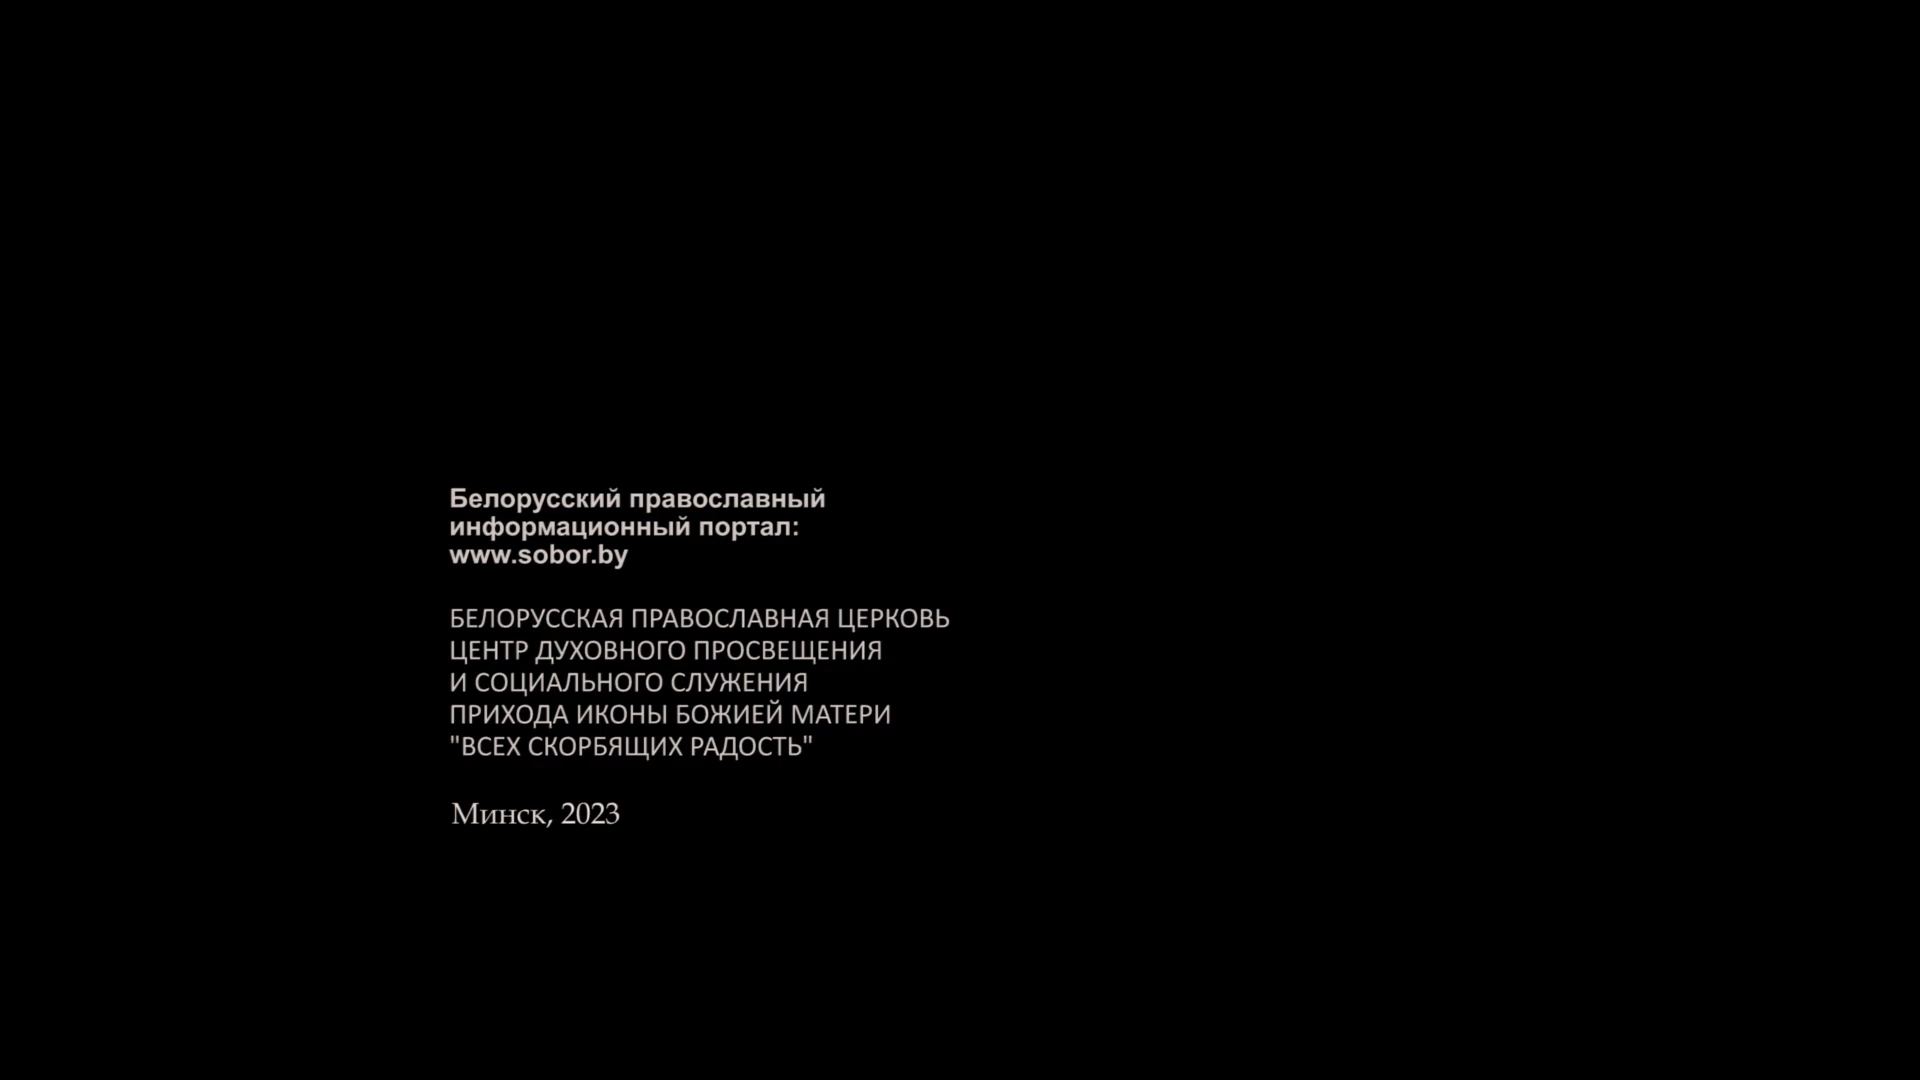 Белорусский православный
информационный портал:
www.sobor.by
БЕЛОРУССКАЯ ПРАВОСЛАВНАЯ ЦЕРКОВЬ
ЦЕНТР ДУХОВНОГО ПРОСВЕЩЕНИЯ
И СОЦИАЛЬНОГО СЛУЖЕНИЯ
ПРИХОДА ИКОНЫ БОЖИЕЙ МАТЕРИ
"ВСЕХ СКОРБЯЩИХ РАДОСТЬ"
Минск, 2023